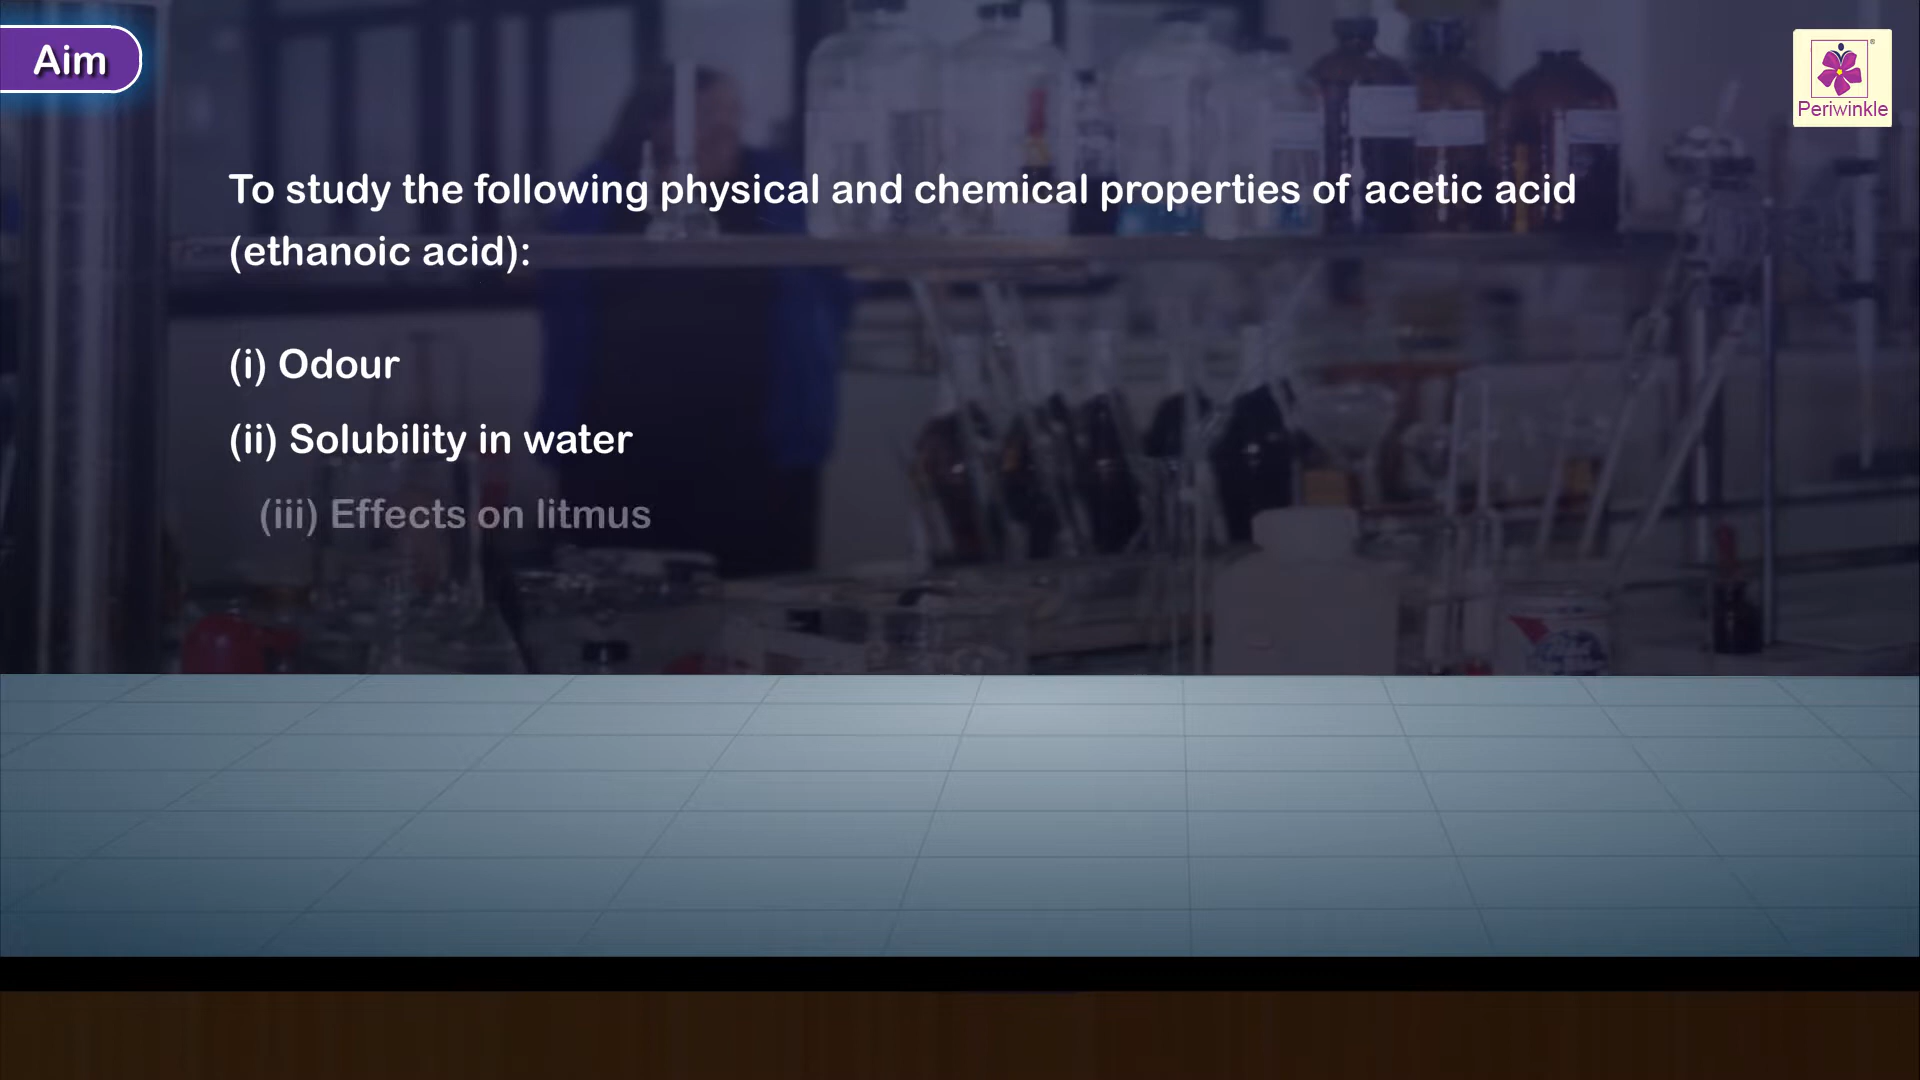 Aim
Periwinkle
To study the following physical and chemical properties of acetic acid
(ethanoic acid):
(i) Odour
(ii) Solubility in water
(iii) Effects on litmus